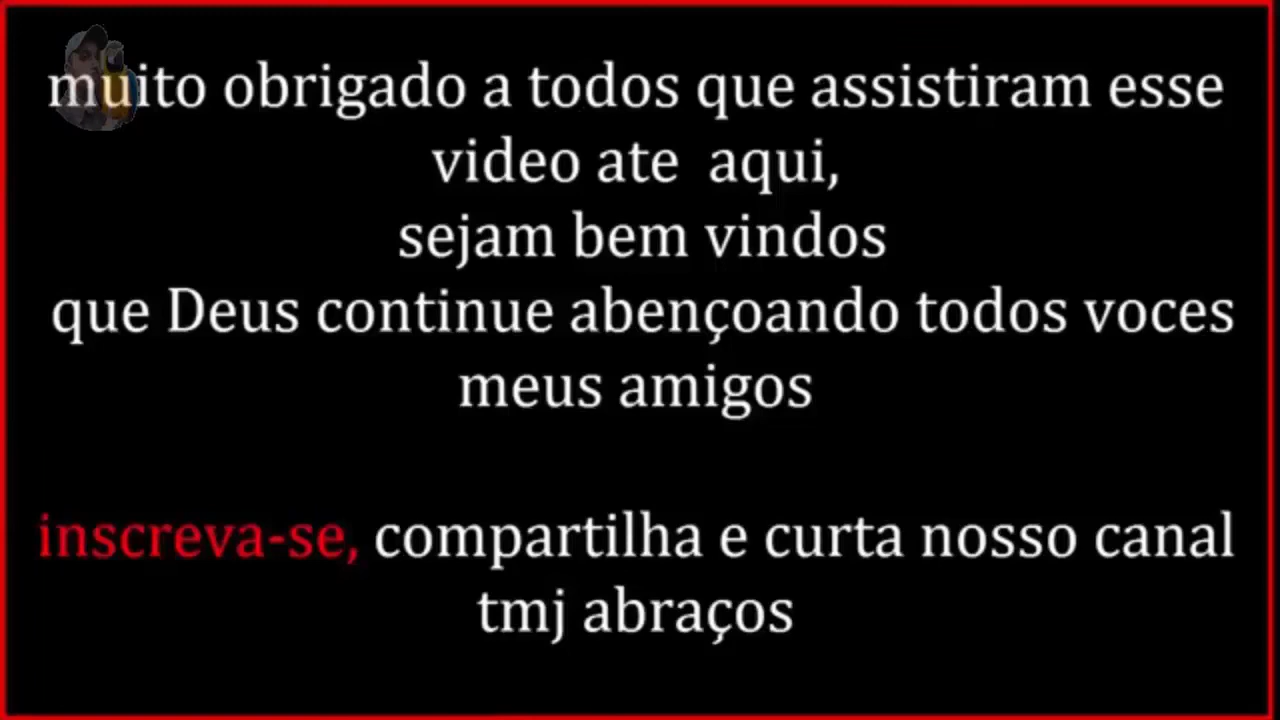 muito obrigado a todos que assistiram esse
video ate aqui,
sejam bem vindos
que Deus continue abençoando todos voces
meus amigos
inscreva-se, compartilha e curta nosso canal
tmj abraços